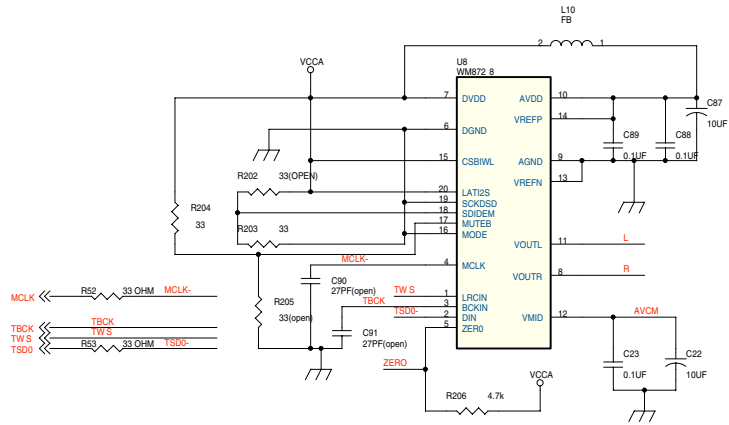 L10
FB
2
1
VCCA
U8
WM872 8
7
DVDD
AVDD
10
C87
10UF
VREFP
14
6
DGND
C89
0.1UF
C88
0.1UF
15
CSBIWL
AGND
9
R202
33(OPEN)
VREFN
13
20
LATI2S
19
SCKDSD
18
SDIDEM
17
MUTEB
16
MODE
R204
33
R203
33
VOUTL
11
L
MCLK-
4
MCLK
VOUTR
8
R
C90
27PF(open)
MCLK
R52
33 OHM
MCLK-
TW S
1
LRCIN
TBCK
3
BCKIN
R205
33(open)
TSD0-
2
DIN
VMID
12
AVCM
5
ZER0
TBCK
TBCK
TW S
TW S
TSD0
R53
33 OHM
TSD0-
C91
27PF(open)
C23
0.1UF
C22
10UF
ZERO
VCCA
R206
4.7k